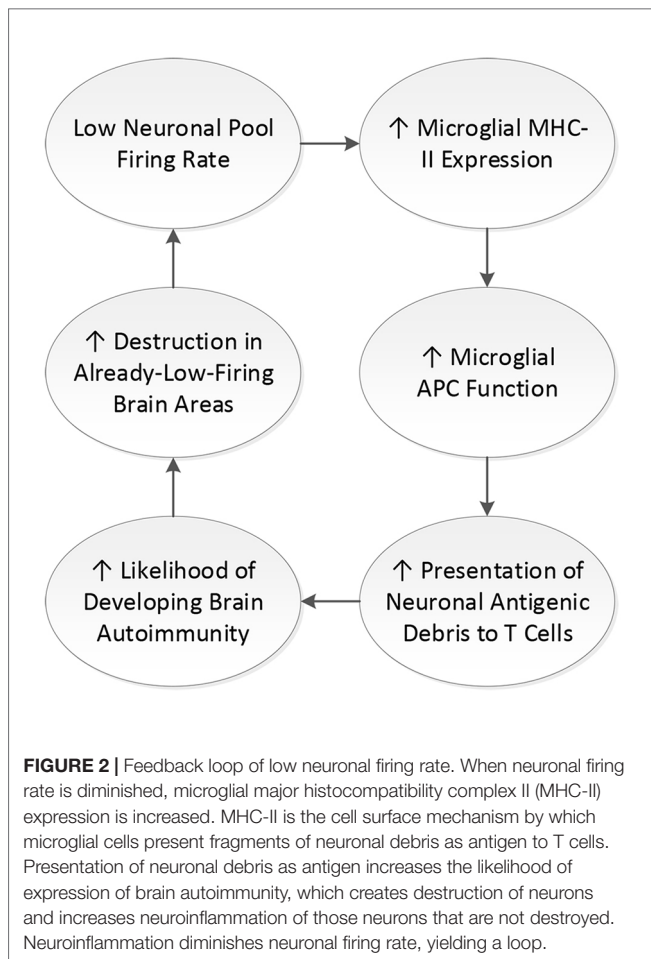 Low Neuronal Pool
Firing Rate
↑ Microglial MHC-
II Expression
↑ Microglial
APC Function
↑ Presentation of
Neuronal Antigenic
Debris to T Cells
↑ Likelihood of
Developing Brain
Autoimmunity
↑ Destruction in
Already-Low-Firing
Brain Areas
FIGURE 2 | Feedback loop of low neuronal firing rate. When neuronal firing
rate is diminished, microglial major histocompatibility complex II (MHC-II)
expression is increased. MHC-II is the cell surface mechanism by which
microglial cells present fragments of neuronal debris as antigen to T cells.
Presentation of neuronal debris as antigen increases the likelihood of
expression of brain autoimmunity, which creates destruction of neurons
and increases neuroinflammation of those neurons that are not destroyed.
Neuroinflammation diminishes neuronal firing rate, yielding a loop.